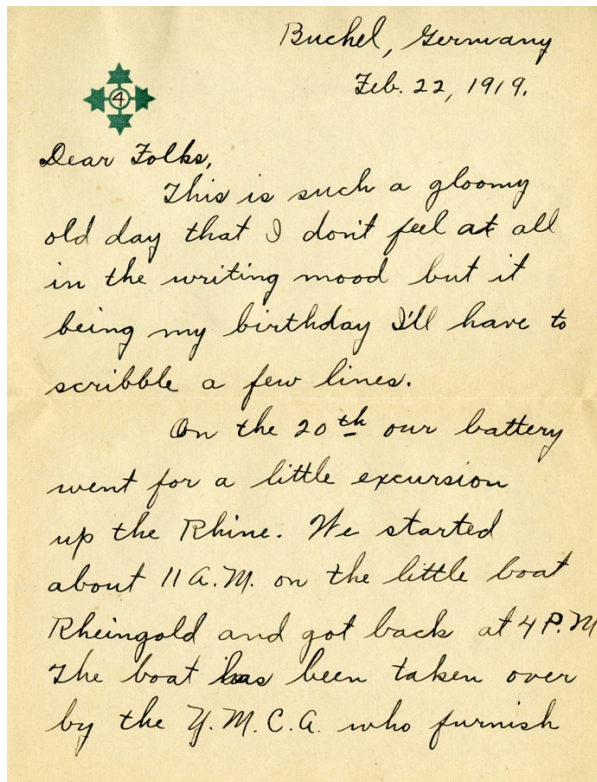 Buchel, Germany
Feb. 22, 1919.
4
Dear Folks,
This is such a gloomy
old day that I don't feel at all
in the writing mood but it
being my birthday I'll have to
scribble a few lines.
On the 20th our battery
went for a little excursion
up the Rhine. We started
about 11 A.M. on the little boat
Rheingold and got back at 4 P.M
The boat has been taken over
by the Y.M.C.A. who furnish